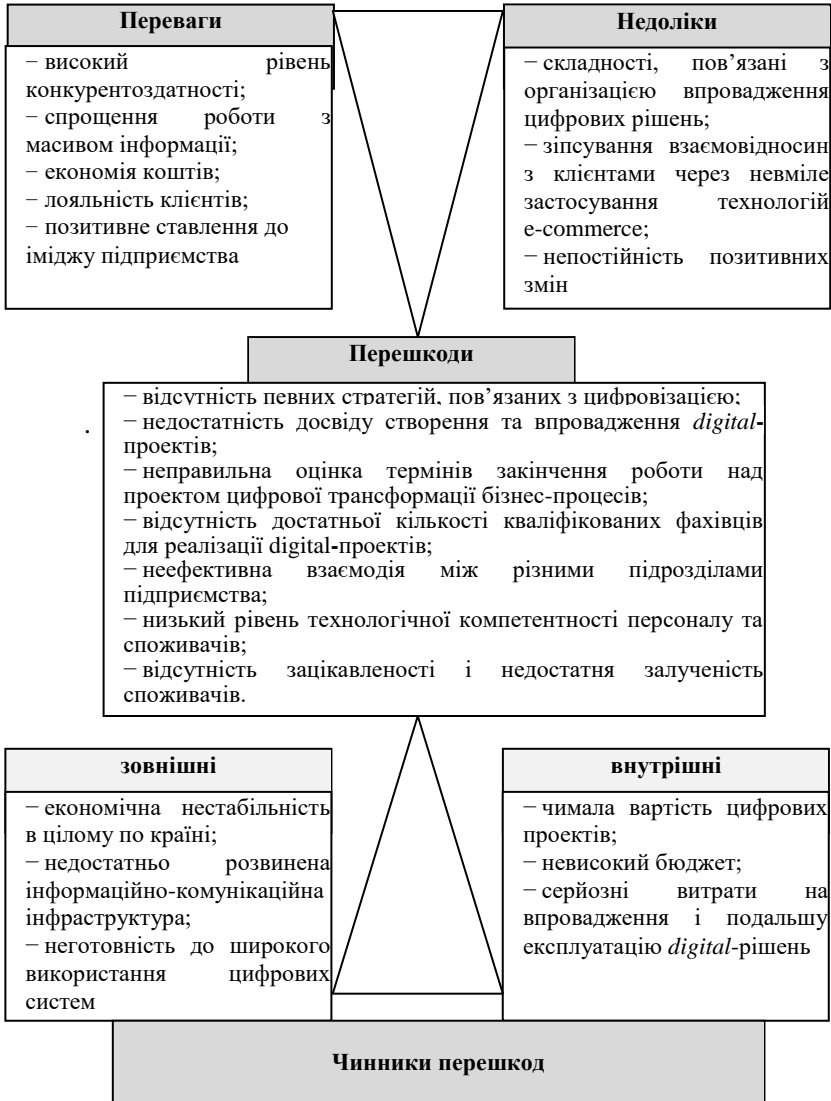 Переваги
− високий рівень
конкурентоздатності;
− спрощення роботи з
масивом інформації;
− економія коштів;
− лояльність клієнтів;
− позитивне ставлення до
іміджу підприємства
Недоліки
− складності, пов’язані з
організацією впровадження
цифрових рішень;
− зіпсування взаємовідносин
з клієнтами через невміле
застосування технологій
e-commerce;
− непостійність позитивних
змін
Перешкоди
− відсутність певних стратегій, пов’язаних з цифровізацією;
− недостатність досвіду створення та впровадження digital-
проектів;
− неправильна оцінка термінів закінчення роботи над
проектом цифрової трансформації бізнес-процесів;
− відсутність достатньої кількості кваліфікованих фахівців
для реалізації digital-проектів;
− неефективна взаємодія між різними підрозділами
підприємства;
− низький рівень технологічної компетентності персоналу та
споживачів;
− відсутність зацікавленості і недостатня залученість
споживачів.
.
зовнішні
− економічна нестабільність
в цілому по країні;
− недостатньо розвинена
інформаційно-комунікаційна
інфраструктура;
− неготовність до широкого
використання цифрових
систем
внутрішні
− чимала вартість цифрових
проектів;
− невисокий бюджет;
− серйозні витрати на
впровадження і подальшу
експлуатацію digital-рішень
Чинники перешкод